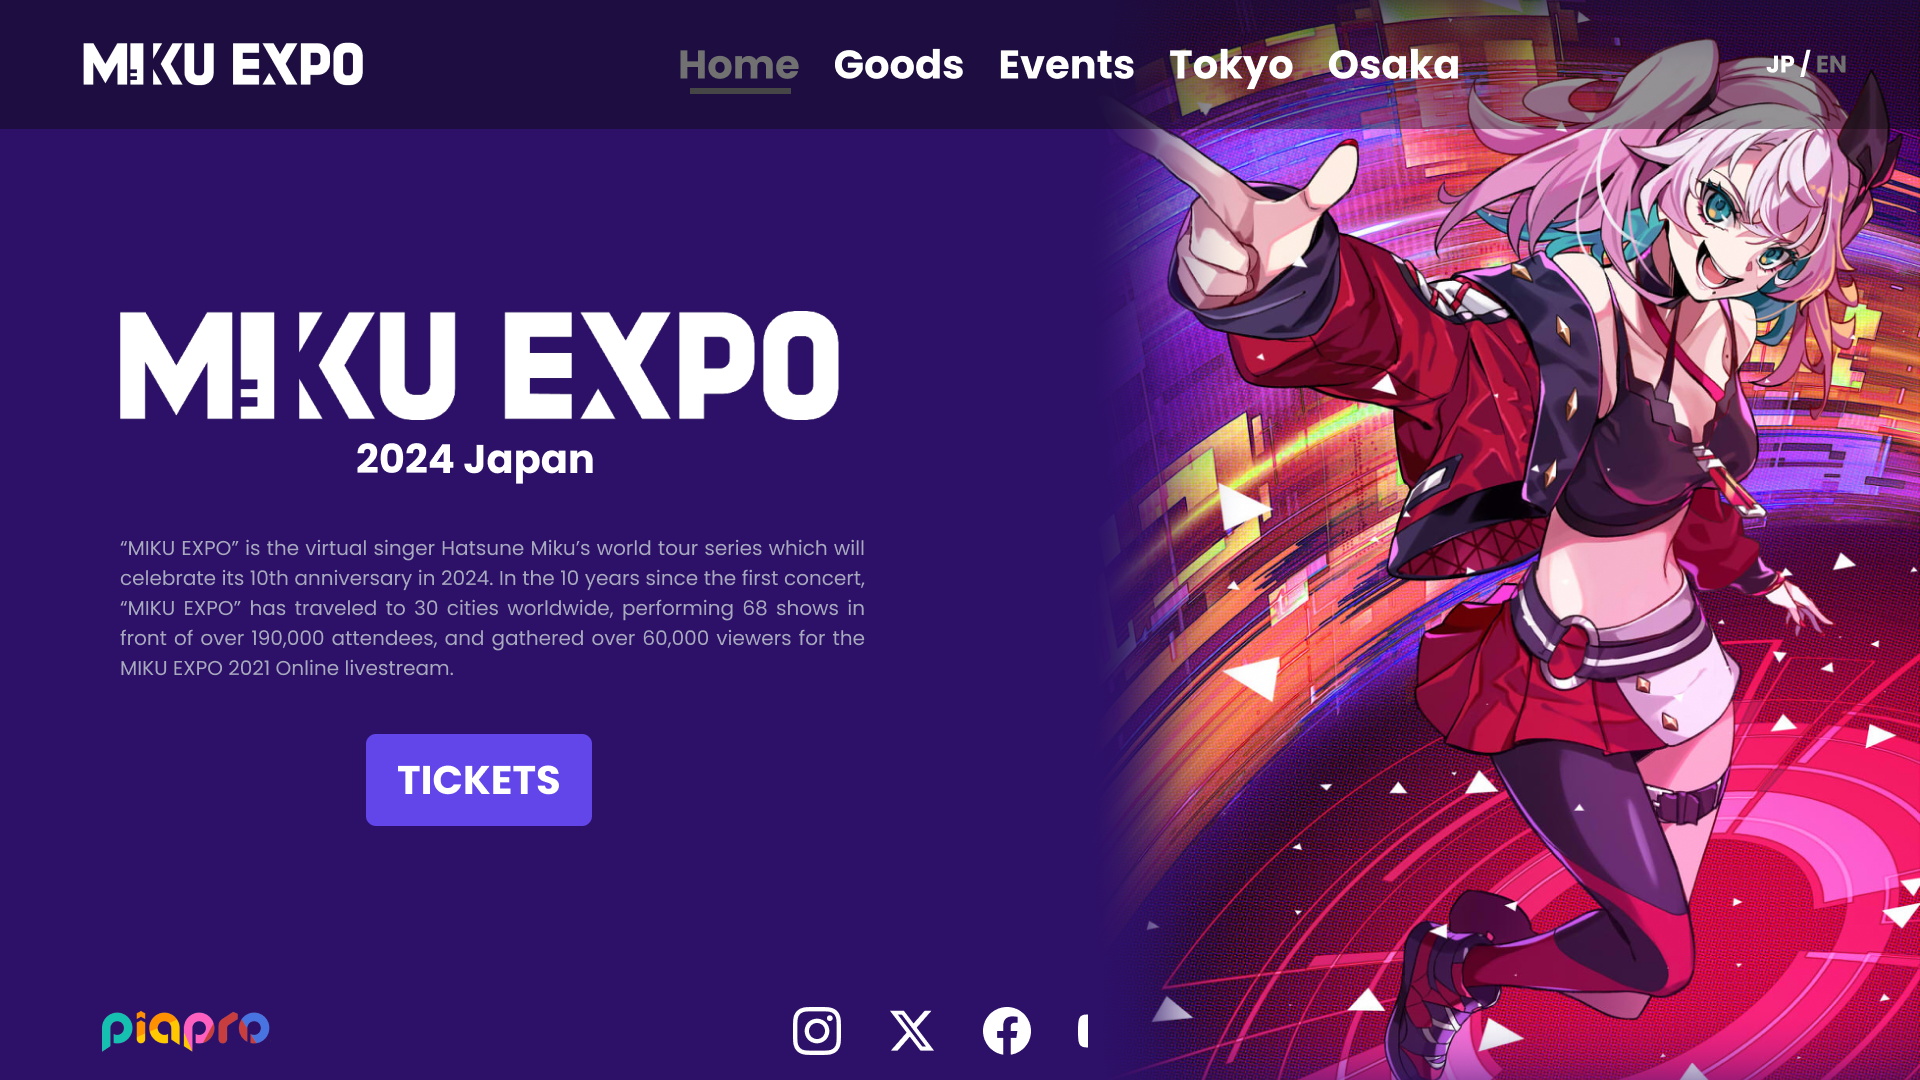 MIKU EXPO
Home Goods Events Tokyo Osaka
JP / EN
MIKU EXPO
2024 Japan
“MIKU EXPO” is the virtual singer Hatsune Miku’s world tour series which will
celebrate its 10th anniversary in 2024. In the 10 years since the first concert,
“MIKU EXPO” has traveled to 30 cities worldwide, performing 68 shows in
front of over 190,000 attendees, and gathered over 60,000 viewers for the
MIKU EXPO 2021 Online livestream.
TICKETS
piapro